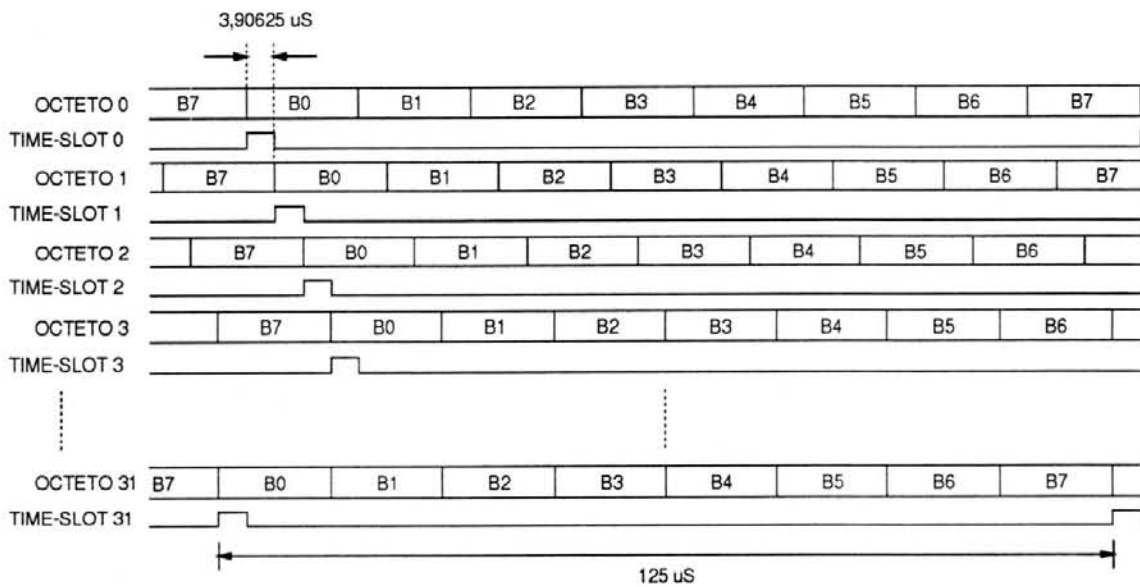 3,90625 uS
OCTETO 0 B7 B0 B1 B2 B3 B4 B5 B6 B7
TIME-SLOT 0
OCTETO 1 B7 B0 B1 B2 B3 B4 B5 B6 B7
TIME-SLOT 1
OCTETO 2 B7 B0 B1 B2 B3 B4 B5 B6
TIME-SLOT 2
OCTETO 3 B7 B0 B1 B2 B3 B4 B5 B6
TIME-SLOT 3
OCTETO 31 B7 B0 B1 B2 B3 B4 B5 B6 B7
TIME-SLOT 31
125 uS